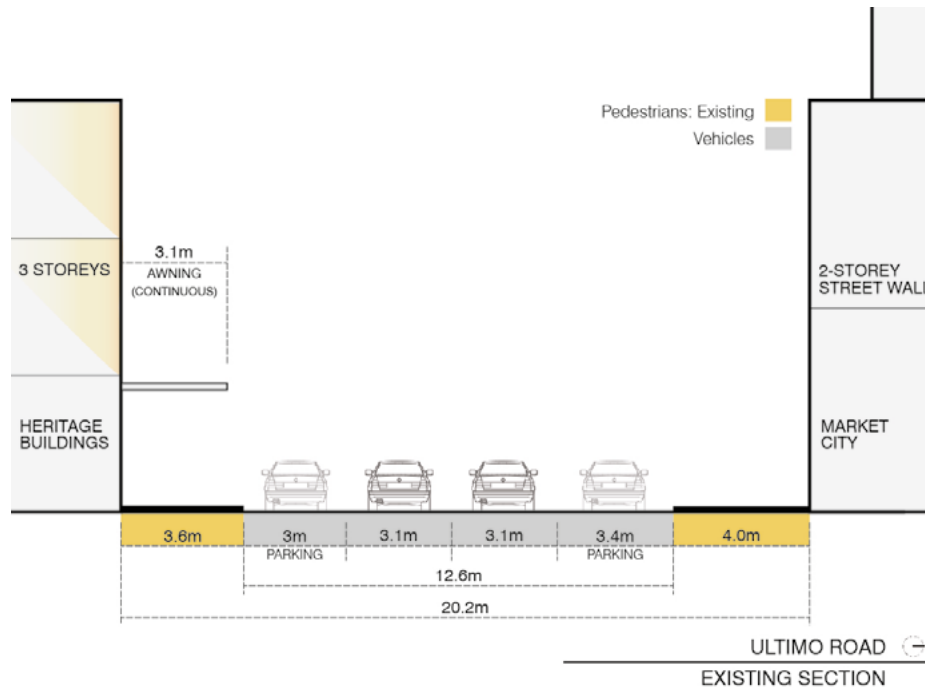 Pedestrians: Existing
Vehicles
3.1m
AWNING
(CONTINUOUS)
3 STOREYS
2-STOREY
STREET WALL
HERITAGE
BUILDINGS
MARKET
CITY
3.6m
3m
3.1m
3.1m
3.4m
4.0m
PARKING
PARKING
12.6m
20.2m
ULTIMO ROAD
EXISTING SECTION